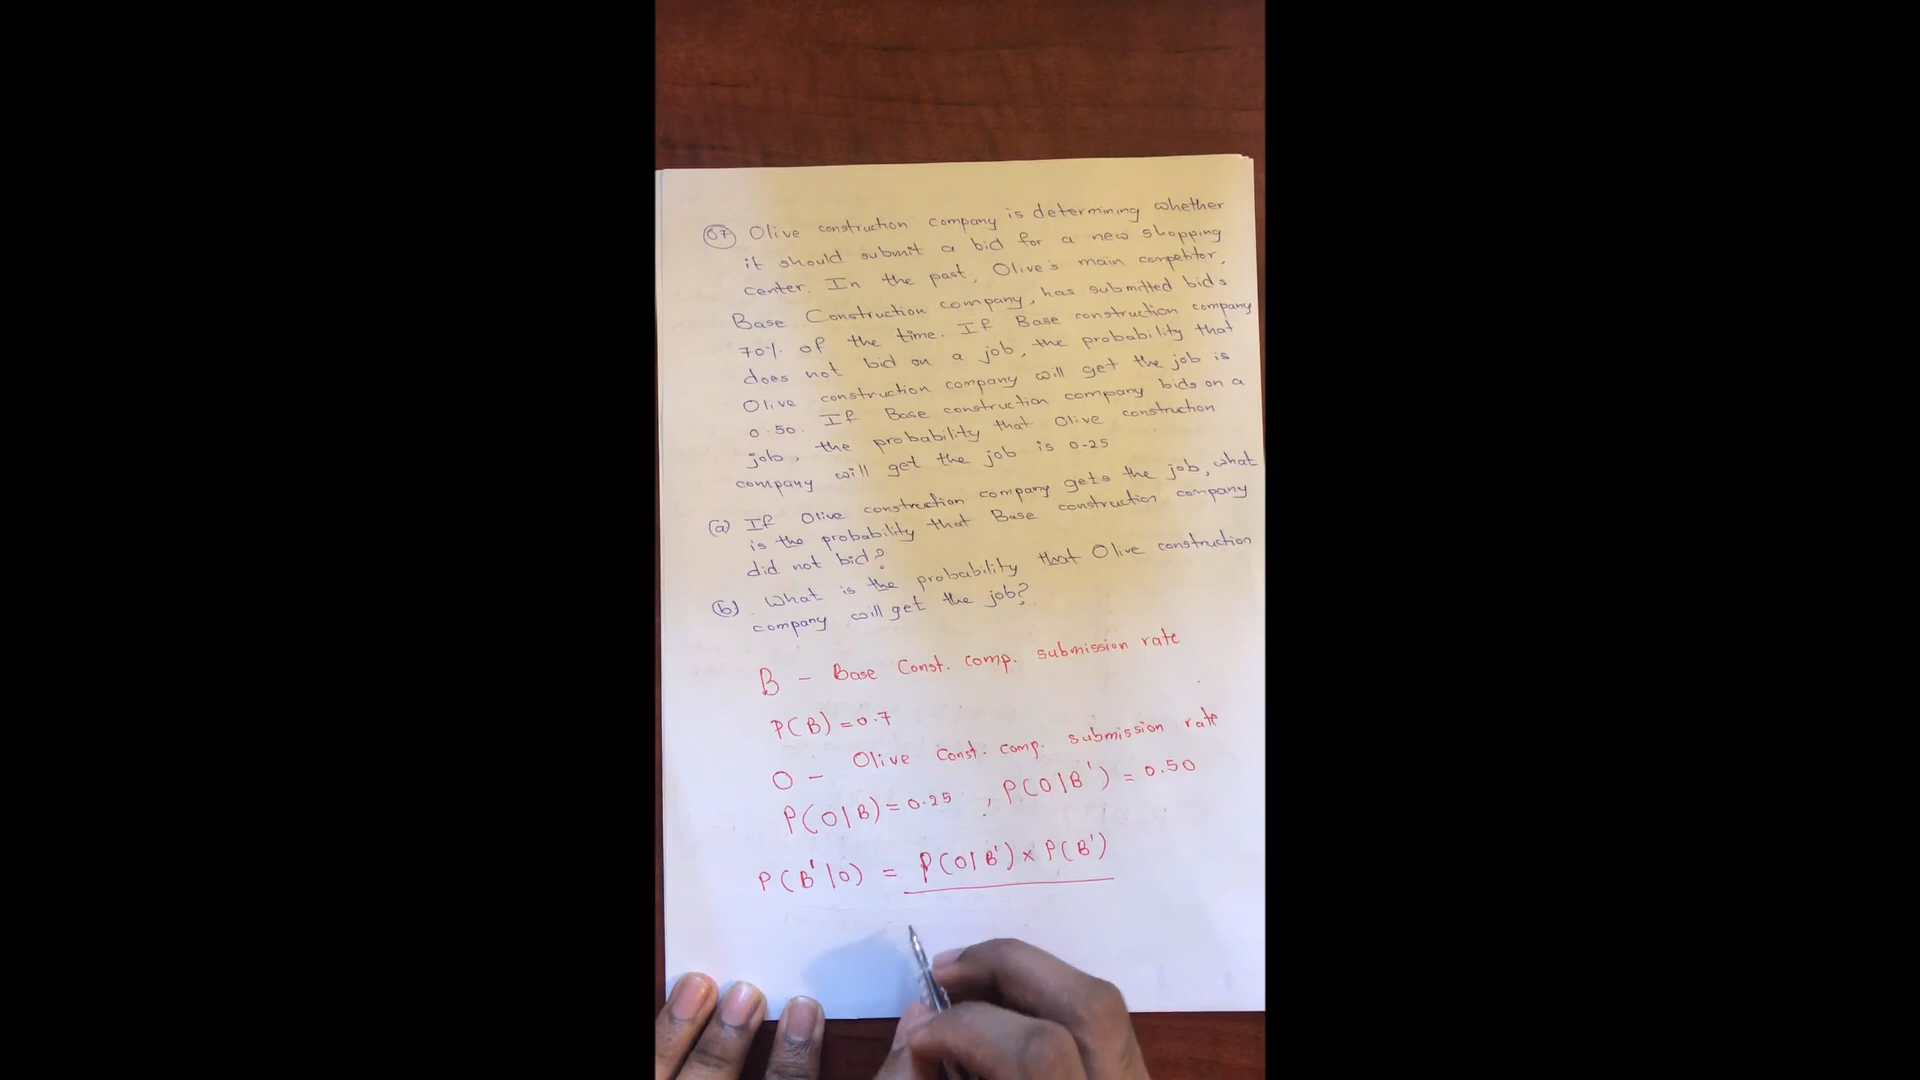 07 Olive construction company is determining whether
it should submit a bid for a new shopping
center. In the past, Olive's main competitor,
Base Construction company, has submitted bids
70% of the time. If Base construction company
does not bid on a job, the probability that
Olive construction company will get the job is
0.50. If Base construction company bids on a
job, the probability that Olive construction
company will get the job is 0.25
(a) If Olive construction company gets the job, what
is the probability that Base construction company
did not bid?
(b) What is the probability that Olive construction
company will get the job?
B - Base Const. comp. submission rate
P(B) = 0.7
O - Olive Const. comp. submission rate
P(O|B) = 0.25 , P(O|B') = 0.50
P(B'|O) = P(O|B') × P(B')